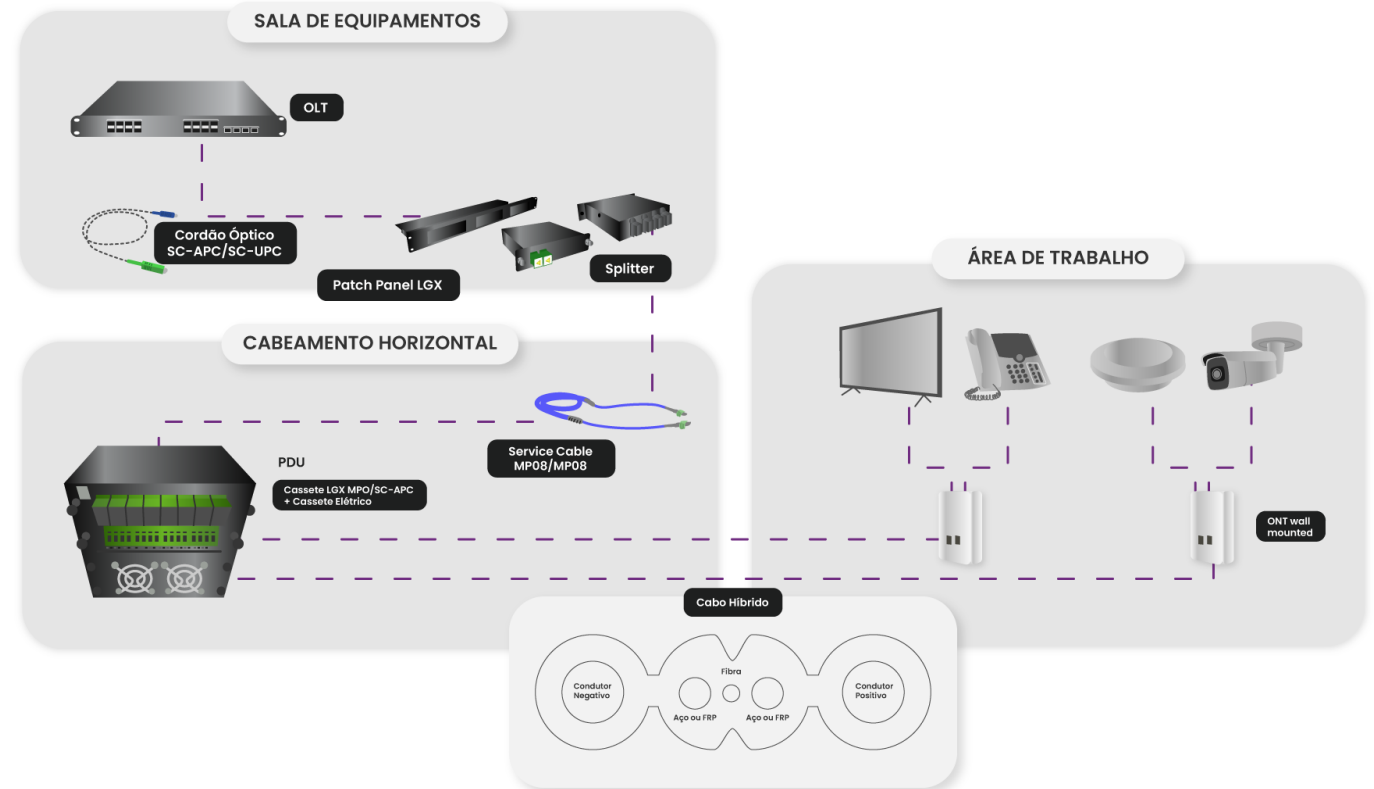 SALA DE EQUIPAMENTOS
OLT
Cordão Óptico
SC-APC/SC-UPC
Patch Panel LGX
Splitter
CABEAMENTO HORIZONTAL
Service Cable
MP08/MP08
PDU
Cassete LGX MPO/SC-APC
+ Cassete Elétrico
ÁREA DE TRABALHO
ONT wall
mounted
Cabo Híbrido
Condutor
Negativo
Fibra
Aço ou FRP
Aço ou FRP
Condutor
Positivo